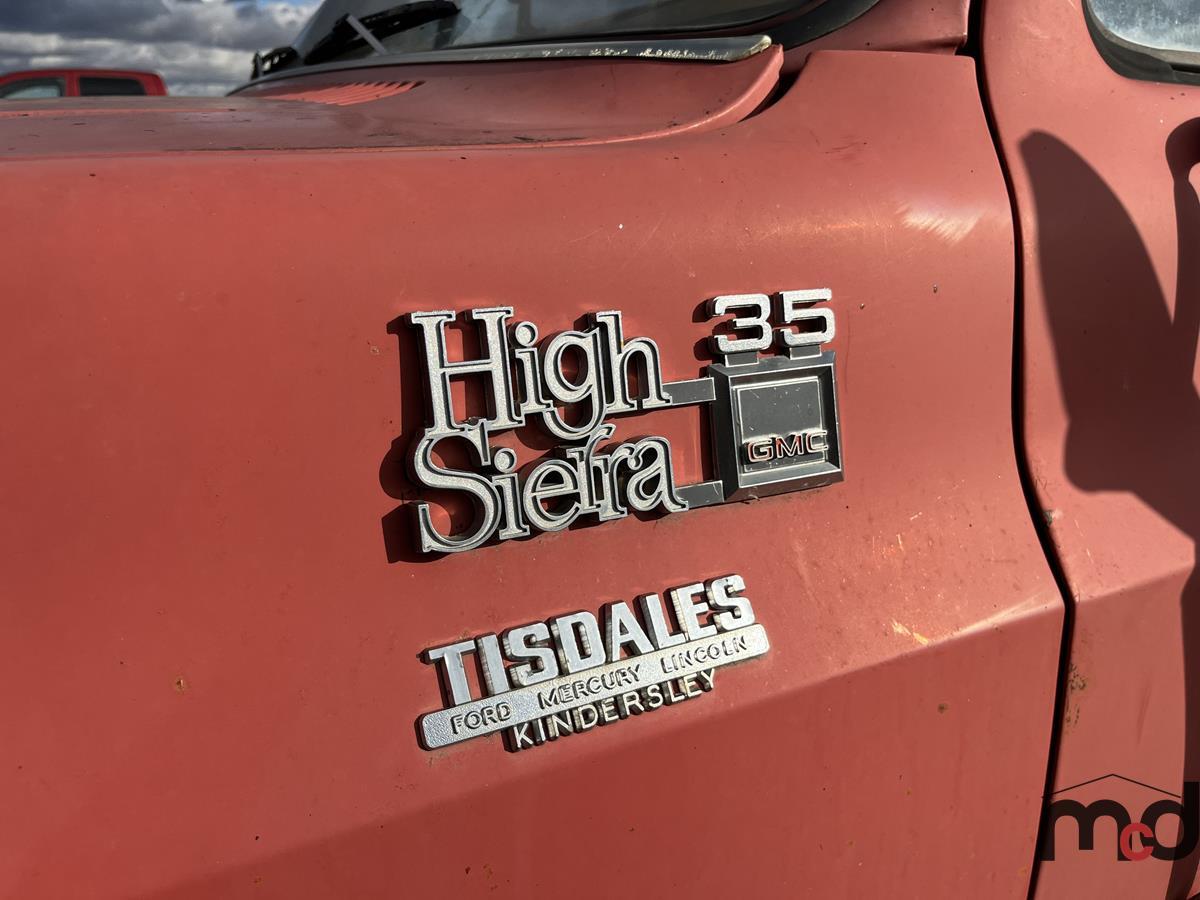 35
High
GMC
Sierra
TISDALES
FORD MERCURY LINCOLN
KINDERSLEY
mcd